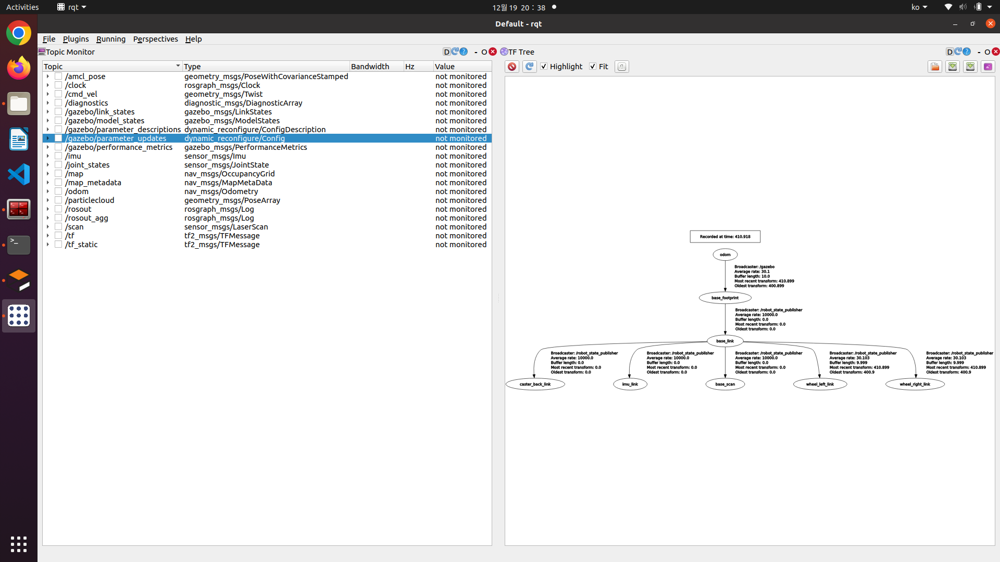 Activities rqt 12월 19 20 : 38 ko
Default - rqt
File Plugins Running Perspectives Help
Topic Monitor D ? - O
Topic Type Bandwidth Hz Value
/amcl_pose geometry_msgs/PoseWithCovarianceStamped not monitored
/clock rosgraph_msgs/Clock not monitored
/cmd_vel geometry_msgs/Twist not monitored
/diagnostics diagnostic_msgs/DiagnosticArray not monitored
/gazebo/link_states gazebo_msgs/LinkStates not monitored
/gazebo/model_states gazebo_msgs/ModelStates not monitored
/gazebo/parameter_descriptions dynamic_reconfigure/ConfigDescription not monitored
/gazebo/parameter_updates dynamic_reconfigure/Config not monitored
/gazebo/performance_metrics gazebo_msgs/PerformanceMetrics not monitored
/imu sensor_msgs/Imu not monitored
/joint_states sensor_msgs/JointState not monitored
/map nav_msgs/OccupancyGrid not monitored
/map_metadata nav_msgs/MapMetaData not monitored
/odom nav_msgs/Odometry not monitored
/particlecloud geometry_msgs/PoseArray not monitored
/rosout rosgraph_msgs/Log not monitored
/rosout_agg rosgraph_msgs/Log not monitored
/scan sensor_msgs/LaserScan not monitored
/tf tf2_msgs/TFMessage not monitored
/tf_static tf2_msgs/TFMessage not monitored
TF Tree D ? - O
Highlight Fit
Recorded at time: 410.918
odom
Broadcaster: /gazebo
Average rate: 30.1
Buffer length: 10.0
Most recent transform: 410.899
Oldest transform: 400.899
base_footprint
Broadcaster: /robot_state_publisher
Average rate: 10000.0
Buffer length: 0.0
Most recent transform: 0.0
Oldest transform: 0.0
base_link
Broadcaster: /robot_state_publisher
Average rate: 10000.0
Buffer length: 0.0
Most recent transform: 0.0
Oldest transform: 0.0
caster_back_link
Broadcaster: /robot_state_publisher
Average rate: 10000.0
Buffer length: 0.0
Most recent transform: 0.0
Oldest transform: 0.0
imu_link
Broadcaster: /robot_state_publisher
Average rate: 10000.0
Buffer length: 0.0
Most recent transform: 0.0
Oldest transform: 0.0
base_scan
Broadcaster: /robot_state_publisher
Average rate: 30.103
Buffer length: 9.999
Most recent transform: 410.899
Oldest transform: 400.9
wheel_left_link
Broadcaster: /robot_state_publisher
Average rate: 30.103
Buffer length: 9.999
Most recent transform: 410.899
Oldest transform: 400.9
wheel_right_link